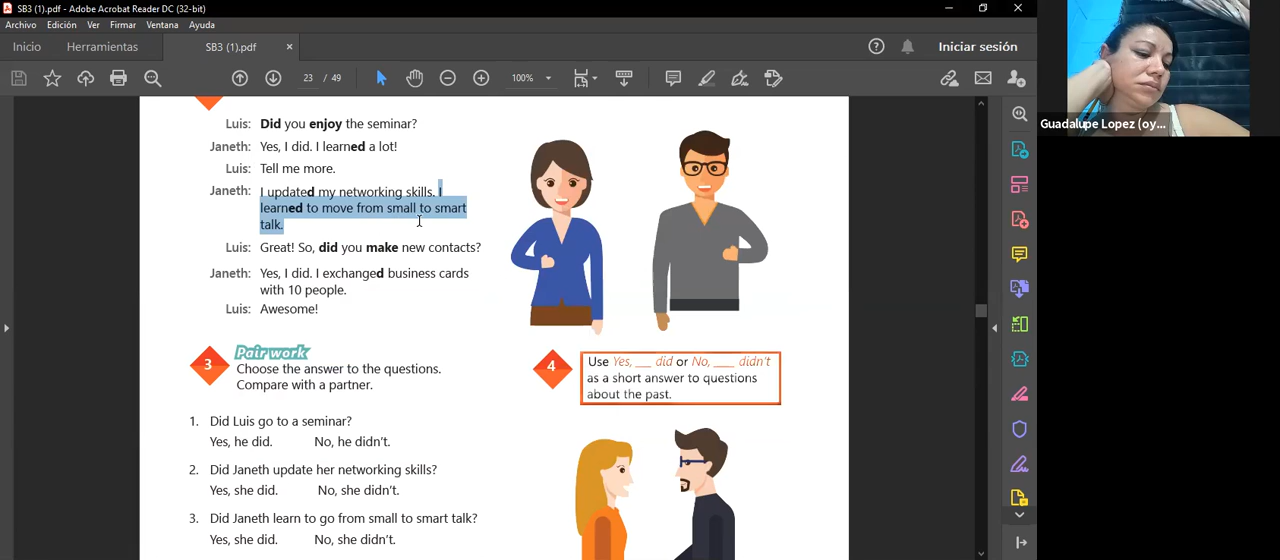 SB3 (1).pdf - Adobe Acrobat Reader DC (32-bit)
Archivo Edición Ver Firmar Ventana Ayuda
Inicio Herramientas SB3 (1).pdf × Iniciar sesión
23 / 49 100%
Guadalupe Lopez (oy...
Luis: Did you enjoy the seminar?
Janeth: Yes, I did. I learned a lot!
Luis: Tell me more.
Janeth: I updated my networking skills. I
learned to move from small to smart
talk.
Luis: Great! So, did you make new contacts?
Janeth: Yes, I did. I exchanged business cards
with 10 people.
Luis: Awesome!
3 Pair work
Choose the answer to the questions.
Compare with a partner.
1. Did Luis go to a seminar?
Yes, he did. No, he didn't.
2. Did Janeth update her networking skills?
Yes, she did. No, she didn't.
3. Did Janeth learn to go from small to smart talk?
Yes, she did. No, she didn't.
4 Use Yes, ___ did or No, ____ didn't
as a short answer to questions
about the past.